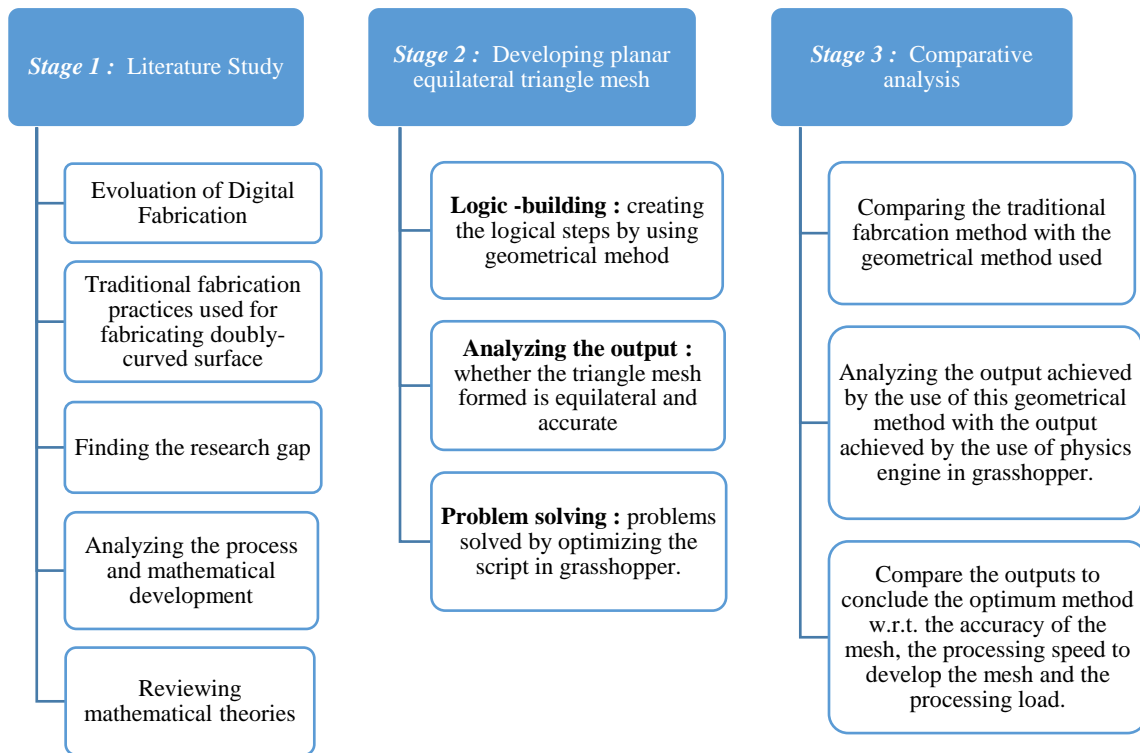 Stage 1 : Literature Study
Evoluation of Digital
Fabrication
Traditional fabrication
practices used for
fabricating doubly-
curved surface
Finding the research gap
Analyzing the process
and mathematical
development
Reviewing
mathematical theories
Stage 2 : Developing planar
equilateral triangle mesh
Logic -building : creating
the logical steps by using
geometrical mehod
Analyzing the output :
whether the triangle mesh
formed is equilateral and
accurate
Problem solving : problems
solved by optimizing the
script in grasshopper.
Stage 3 : Comparative
analysis
Comparing the traditional
fabrcation method with the
geometrical method used
Analyzing the output achieved
by the use of this geometrical
method with the output
achieved by the use of physics
engine in grasshopper.
Compare the outputs to
conclude the optimum method
w.r.t. the accuracy of the
mesh, the processing speed to
develop the mesh and the
processing load.